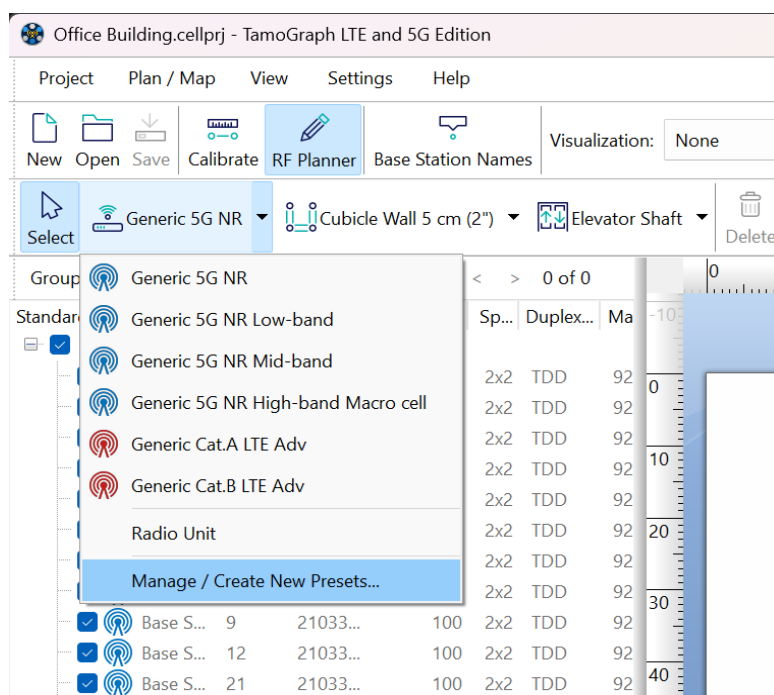 Office Building.cellprj - TamoGraph LTE and 5G Edition
Project Plan / Map View Settings Help
New Open Save Calibrate RF Planner Base Station Names Visualization: None
Select Generic 5G NR Cubicle Wall 5 cm (2") Elevator Shaft Delete
Group < > 0 of 0 0
Generic 5G NR
Standar Sp... Duplex... Ma -10
Generic 5G NR Low-band
Generic 5G NR Mid-band
2x2 TDD 92 0
Generic 5G NR High-band Macro cell
2x2 TDD 92
Generic Cat.A LTE Adv
2x2 TDD 92
2x2 TDD 92 10
Generic Cat.B LTE Adv
2x2 TDD 92
Radio Unit
2x2 TDD 92 20
2x2 TDD 92
Manage / Create New Presets...
2x2 TDD 92 30
Base S... 9 21033... 100 2x2 TDD 92
Base S... 12 21033... 100 2x2 TDD 92
Base S... 21 21033... 100 2x2 TDD 92 40